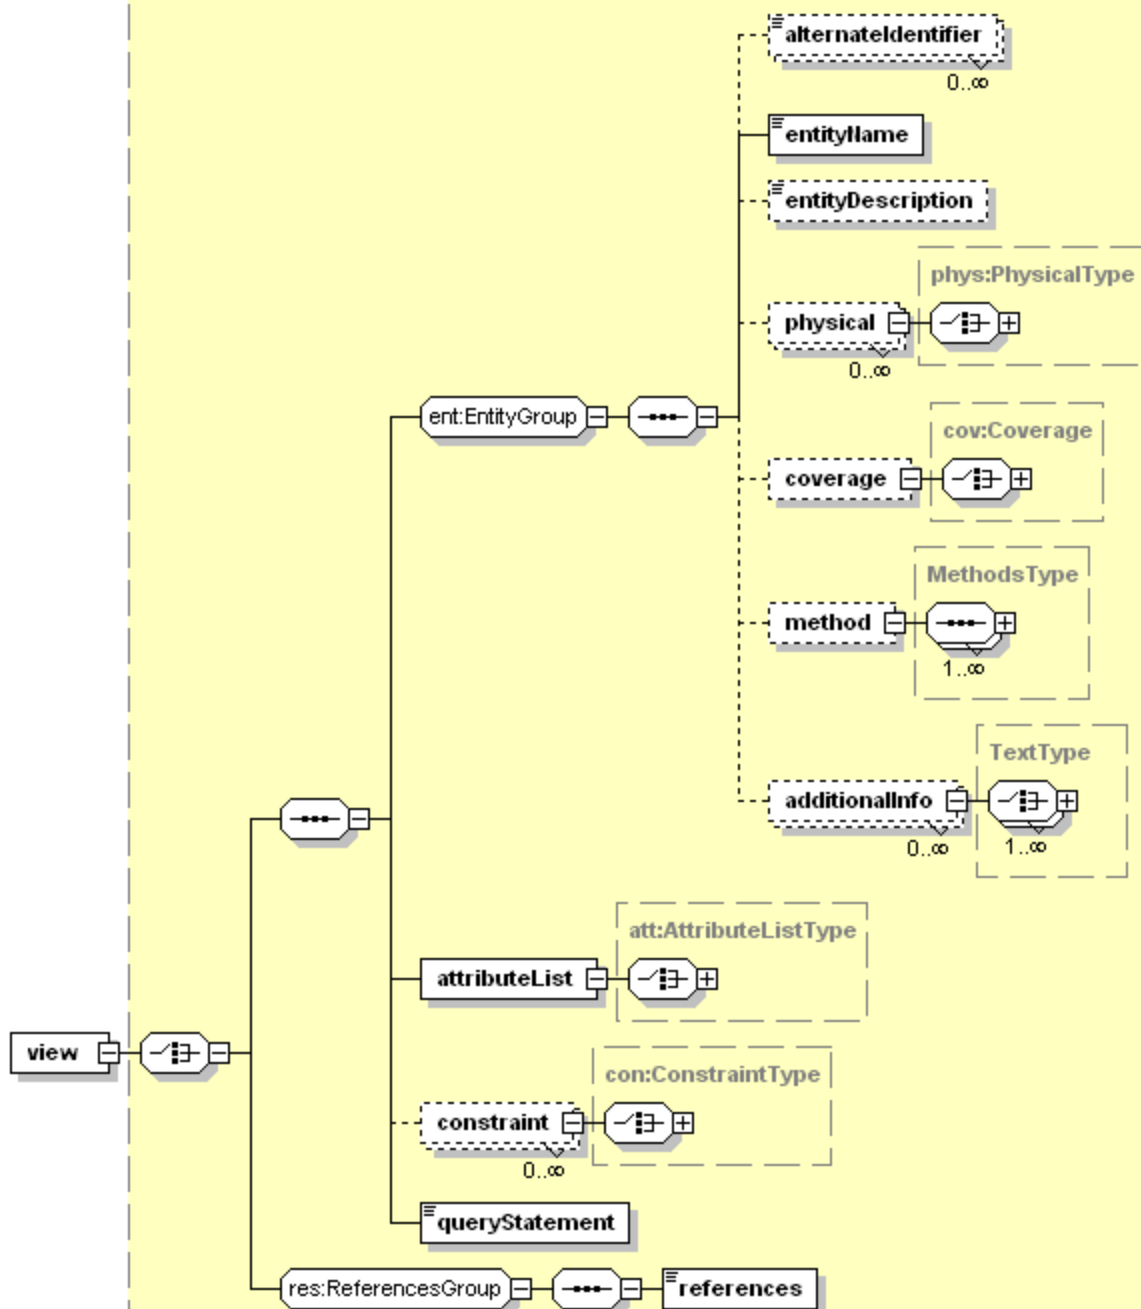 alternateIdentifier
0..∞
entityName
entityDescription
phys:PhysicalType
physical
0..∞
ent:EntityGroup
cov:Coverage
coverage
MethodsType
method
1..∞
TextType
additionalInfo
0..∞
1..∞
att:AttributeListType
attributeList
view
con:ConstraintType
constraint
0..∞
queryStatement
res:ReferencesGroup
references